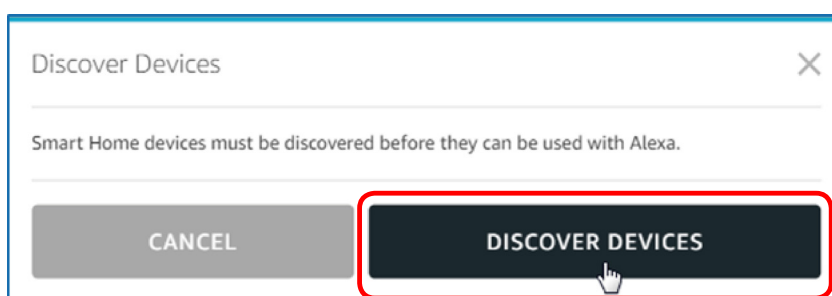 Discover Devices
Smart Home devices must be discovered before they can be used with Alexa.
CANCEL
DISCOVER DEVICES